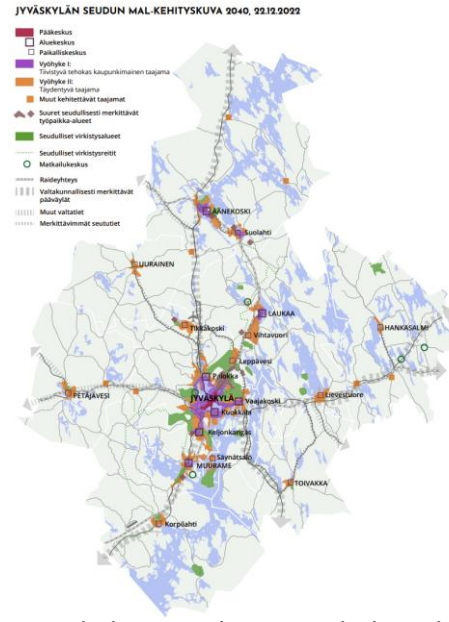 JYVÄSKYLÄN SEUDUN MAL-KEHITYSKUVA 2040, 22.12.2022
Pääkeskus
Aluekeskus
Paikalliskeskus
Vyöhyke I:
Tiivistyvä tehokas kaupunkimainen taajama
Vyöhyke II:
Täydentyvä taajama
Muut kehitettävät taajamat
Suuret seudullisesti merkittävät
työpaikka-alueet
Seudulliset virkistysalueet
Seudulliset virkistysreitit
Matkailukeskus
Raideyhteys
Valtakunnallisesti merkittävät
pääväylät
Muut valtatiet
Merkittävimmät seututiet
ÄÄNEKOSKI
Suolahti
UURAINEN
LAUKAA
Tikkakoski
Vihtavuori
HANKASALMI
Leppävesi
Palokka
PETÄJÄVESI
JYVÄSKYLÄ
Vaajakoski
Lievestuore
Kuokkala
Keljonkangas
Säynätsalo
MUURAME
TOIVAKKA
Korpilahti